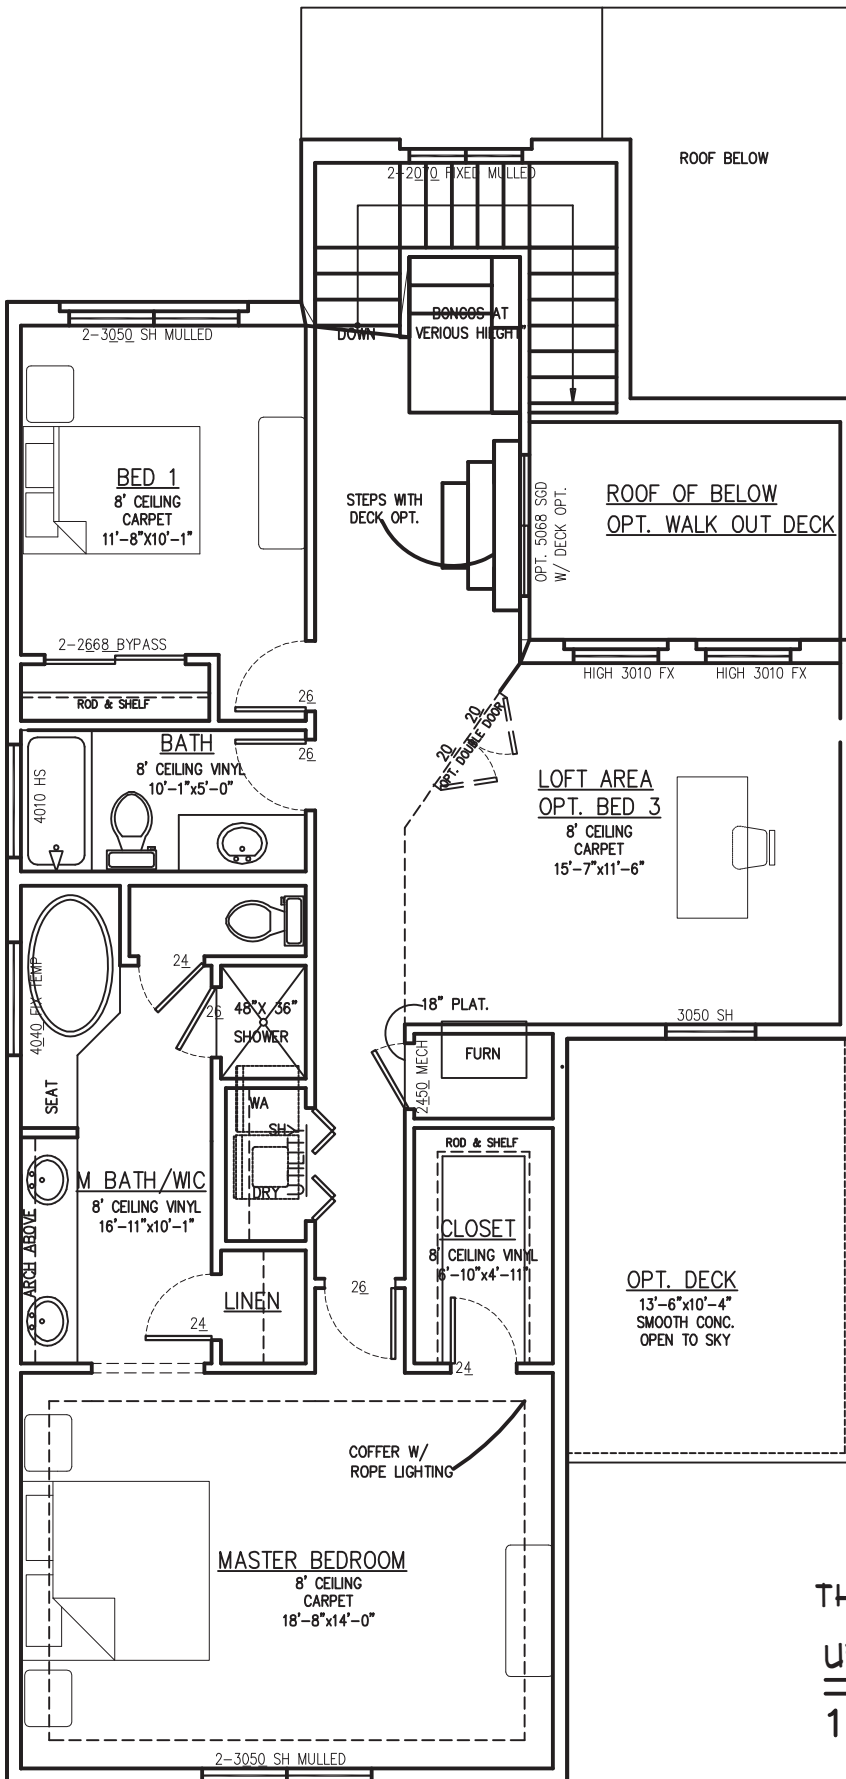 ROOF BELOW
2-2070 FIXED MULLED
BONCOS AT
VERIOUS HIEGHT"
DOWN
2-3050 SH MULLED
BED 1
8' CEILING
CARPET
11'-8"X10'-1"
STEPS WITH
DECK OPT.
OPT. 5068 SGD
W/ DECK OPT.
ROOF OF BELOW
OPT. WALK OUT DECK
2-2668 BYPASS
ROD & SHELF
26
HIGH 3010 FX
HIGH 3010 FX
20
20
OPT. DOUBLE DOOR
26
BATH
8' CEILING VINYL
10'-1"x5'-0"
4010 HS
LOFT AREA
OPT. BED 3
8' CEILING
CARPET
15'-7"x11'-6"
24
4040 FIX TEMP
26
48"X 36"
SHOWER
18" PLAT.
3050 SH
FURN
2450 MECH
SEAT
WA
SH
DRY
ROD & SHELF
M BATH/WIC
8' CEILING VINYL
16'-11"x10'-1"
ARCH ABOVE
CLOSET
8' CEILING VINYL
6'-10"x4'-11"
OPT. DECK
13'-6"x10'-4"
SMOOTH CONC.
OPEN TO SKY
LINEN
26
24
24
COFFER W/
ROPE LIGHTING
MASTER BEDROOM
8' CEILING
CARPET
18'-8"x14'-0"
TH
1
2-3050 SH MULLED